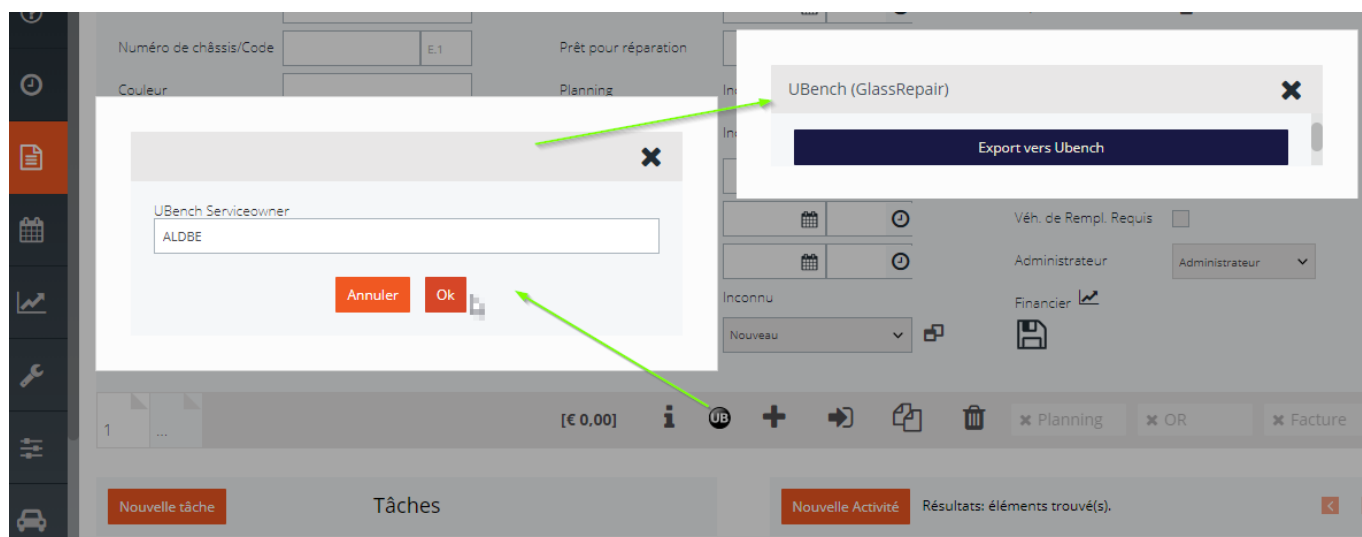 Numéro de châssis/Code
E.1
Prêt pour réparation
Couleur
Planning
UBench (GlassRepair)
Export vers Ubench
UBench Serviceowner
ALDBE
Annuler
Ok
Véh. de Rempl. Requis
Administrateur
Administrateur
Inconnu
Financier
Nouveau
1
...
[€ 0,00]
UB
Planning
OR
Facture
Nouvelle tâche
Tâches
Nouvelle Activité
Résultats: éléments trouvé(s).